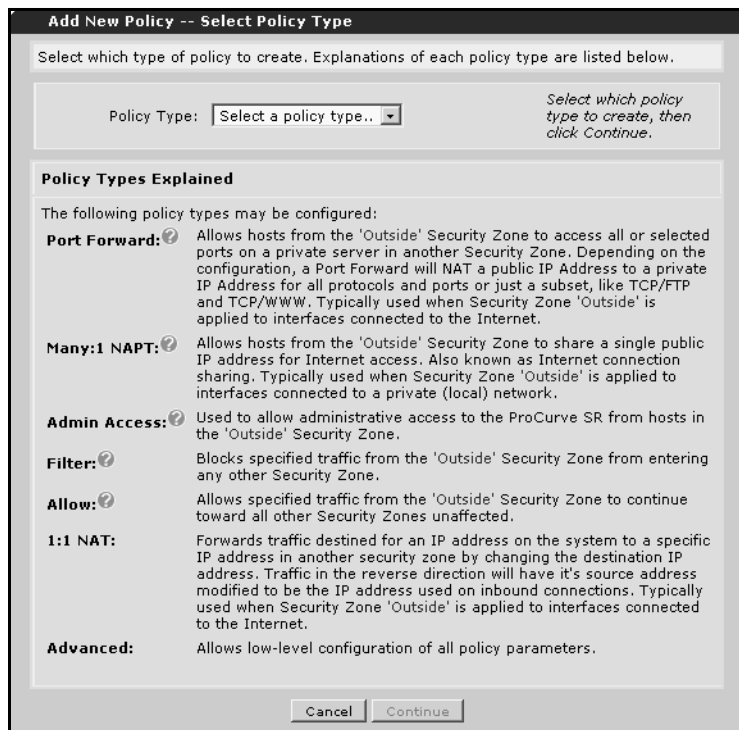 Add New Policy -- Select Policy Type
Select which type of policy to create. Explanations of each policy type are listed below.
Policy Type:
Select a policy type..
Select which policy
type to create, then
click Continue.
Policy Types Explained
The following policy types may be configured:
Port Forward:? Allows hosts from the 'Outside' Security Zone to access all or selected
ports on a private server in another Security Zone. Depending on the
configuration, a Port Forward will NAT a public IP Address to a private
IP Address for all protocols and ports or just a subset, like TCP/FTP
and TCP/WWW. Typically used when Security Zone 'Outside' is
applied to interfaces connected to the Internet.
Many:1 NAPT:? Allows hosts from the 'Outside' Security Zone to share a single public
IP address for Internet access. Also known as Internet connection
sharing. Typically used when Security Zone 'Outside' is applied to
interfaces connected to a private (local) network.
Admin Access:? Used to allow administrative access to the ProCurve SR from hosts in
the 'Outside' Security Zone.
Filter:? Blocks specified traffic from the 'Outside' Security Zone from entering
any other Security Zone.
Allow:? Allows specified traffic from the 'Outside' Security Zone to continue
toward all other Security Zones unaffected.
1:1 NAT: Forwards traffic destined for an IP address on the system to a specific
IP address in another security zone by changing the destination IP
address. Traffic in the reverse direction will have it's source address
modified to be the IP address used on inbound connections. Typically
used when Security Zone 'Outside' is applied to interfaces connected
to the Internet.
Advanced: Allows low-level configuration of all policy parameters.
Cancel Continue